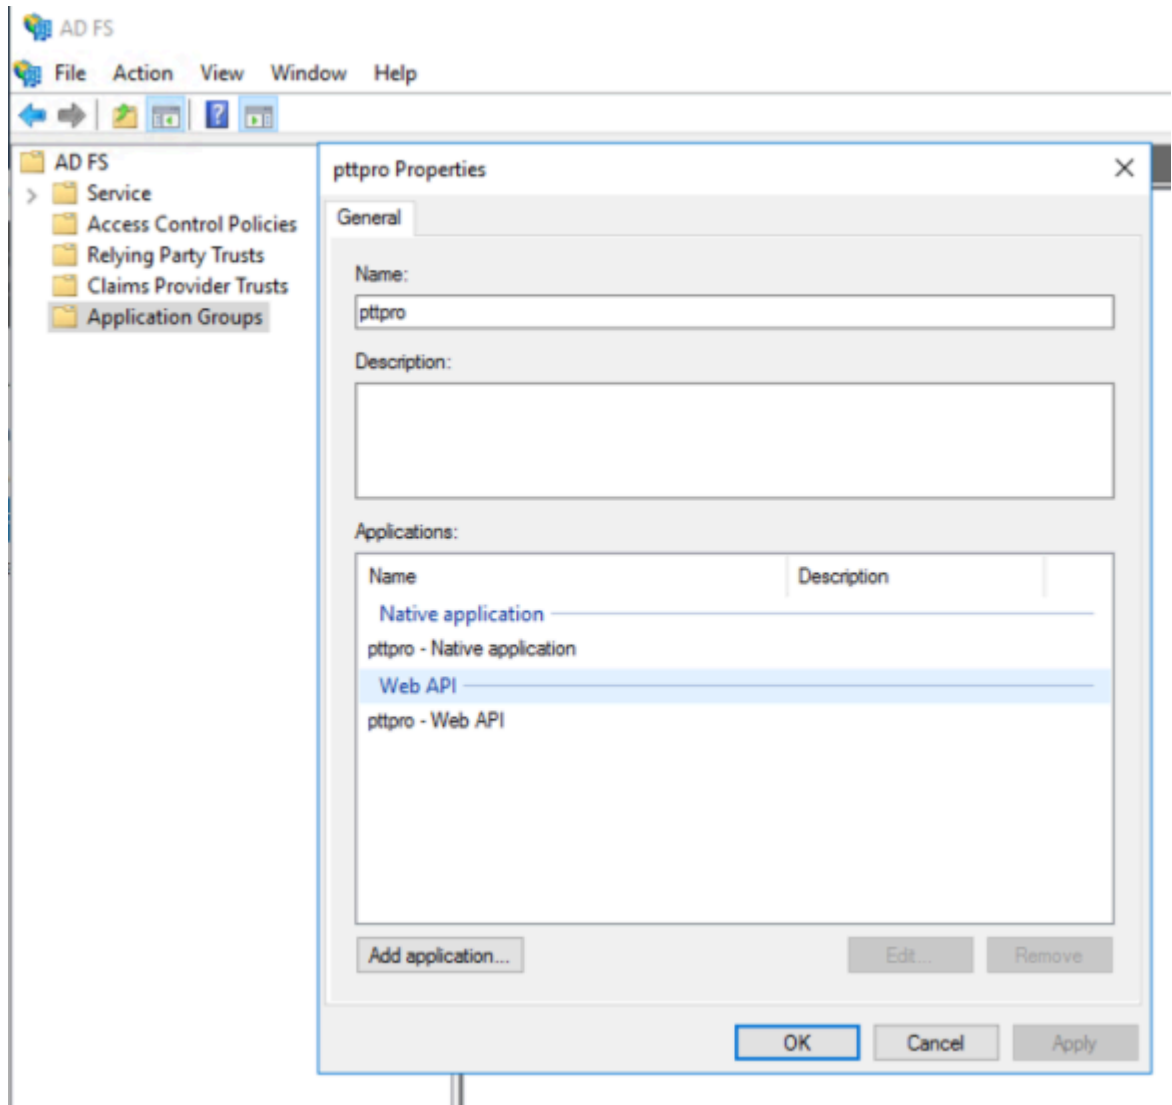 AD FS
File Action View Window Help
AD FS
Service
Access Control Policies
Relying Party Trusts
Claims Provider Trusts
Application Groups
pttpro Properties
General
Name:
pttpro
Description:
Applications:
Name Description
Native application
pttpro - Native application
Web API
pttpro - Web API
Add application... Edit... Remove
OK Cancel Apply